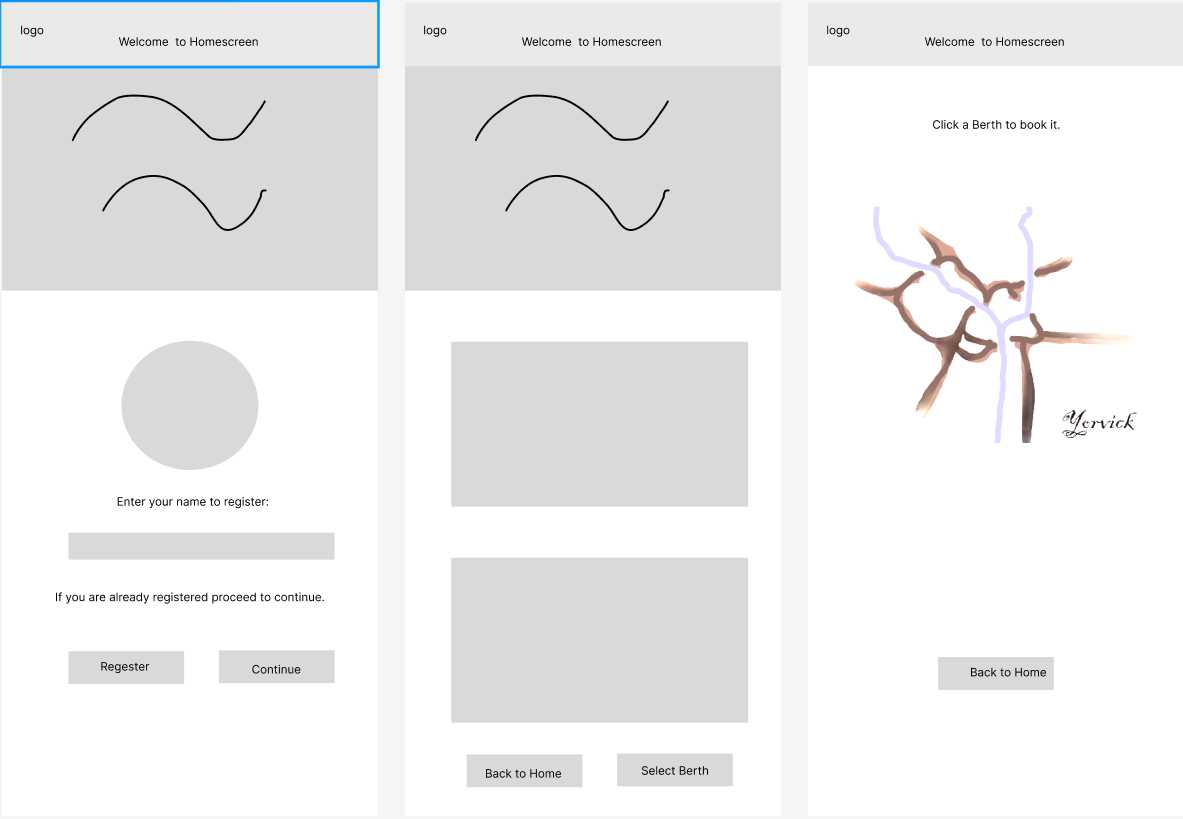 logo
Welcome  to Homescreen
Enter your name to register:
If you are already registered proceed to continue.
Regester
Continue
logo
Welcome  to Homescreen
Back to Home
Select Berth
logo
Welcome  to Homescreen
Click a Berth to book it.
Yorvick
Back to Home